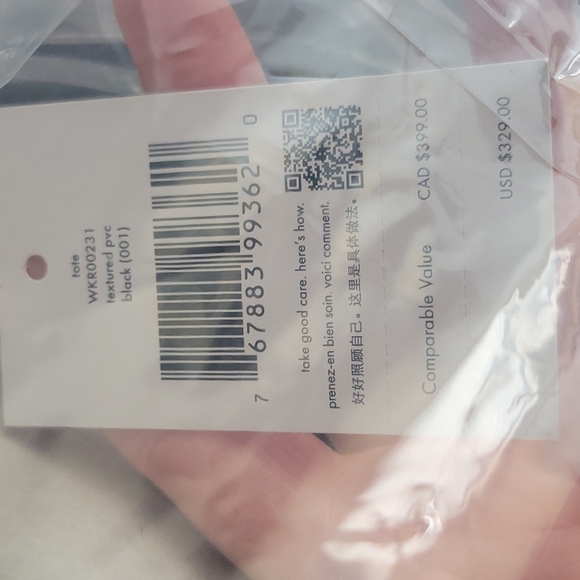 tote
WKR00231
textured pvc
black (001)
7 67883 99362 0
take good care. here's how.
prenez-en bien soin. voici comment.
好好照顾自己。这里是具体做法。
Comparable Value CAD $399.00
USD $329.00